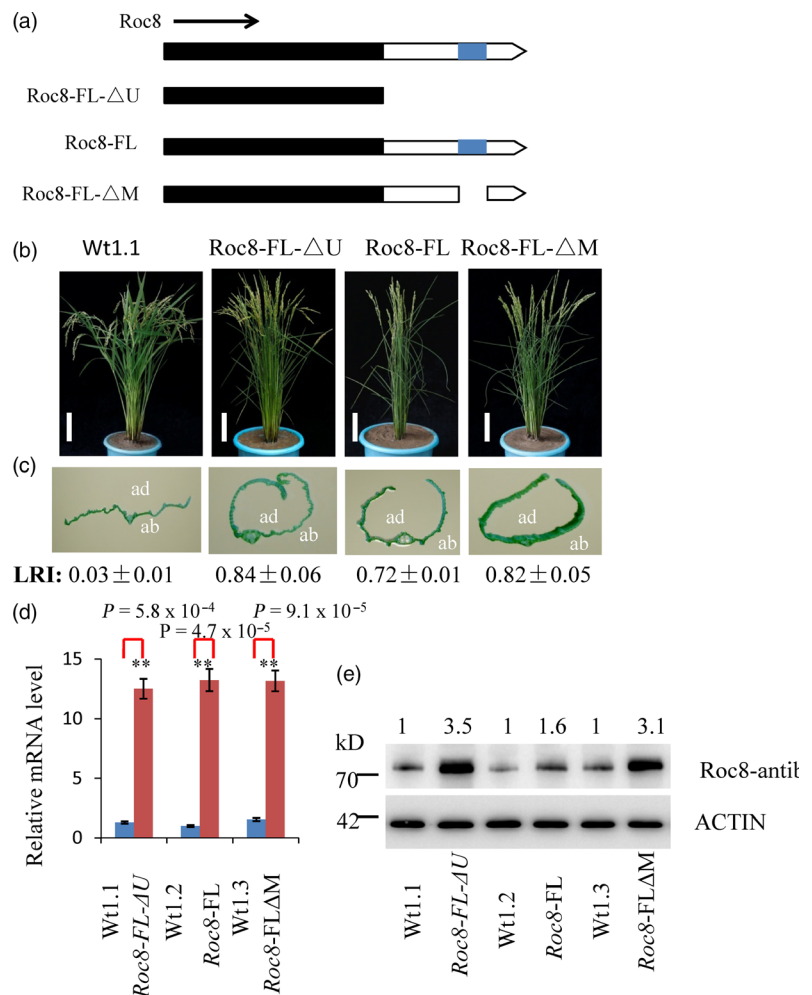 (a)
Roc8
Roc8-FL-△U
Roc8-FL
Roc8-FL-△M
(b)
Wt1.1 Roc8-FL-△U Roc8-FL Roc8-FL-△M
(c)
ad ad ad ad
ab ab ab ab
LRI: 0.03±0.01 0.84±0.06 0.72±0.01 0.82±0.05
(d)
P = 5.8 x 10⁻⁴ P = 9.1 x 10⁻⁵
P = 4.7 x 10⁻⁵
** ** **
Relative mRNA level
15
10
5
0
Wt1.1
Roc8-FL-ΔU
Wt1.2
Roc8-FL
Wt1.3
Roc8-FLΔM
(e)
1 3.5 1 1.6 1 3.1
kD
70
Roc8-antib
42
ACTIN
Wt1.1
Roc8-FL-ΔU
Wt1.2
Roc8-FL
Wt1.3
Roc8-FLΔM